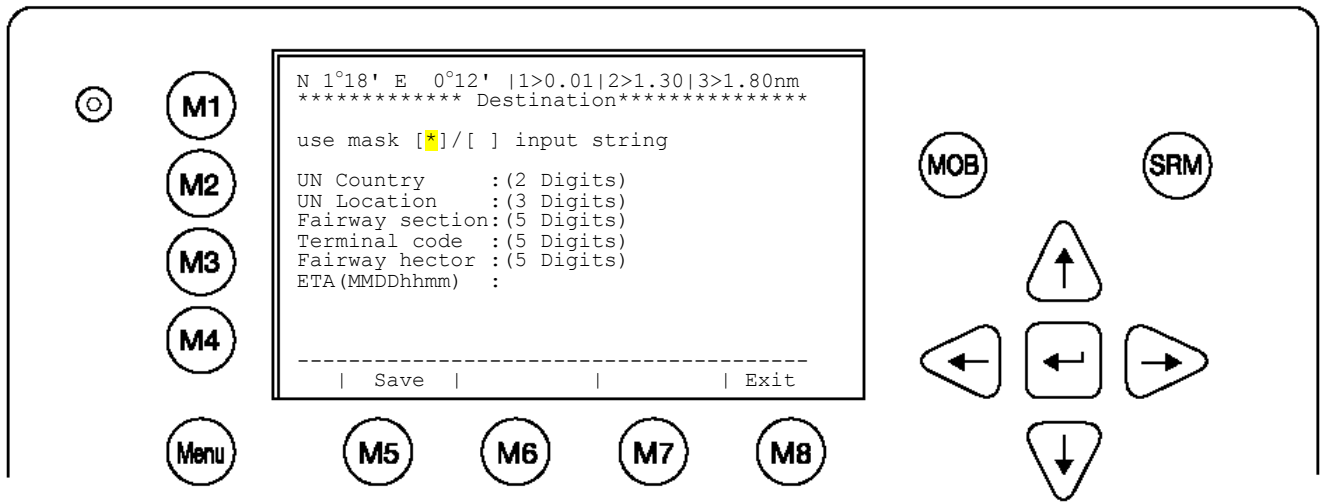 N 1°18' E  0°12' |1>0.01|2>1.30|3>1.80nm
************* Destination***************
use mask [*]/[ ] input string
UN Country     :(2 Digits)
UN Location    :(3 Digits)
Fairway section:(5 Digits)
Terminal code  :(5 Digits)
Fairway hector :(5 Digits)
ETA(MMDDhhmm)  :
----------------------------------------
| Save |          |         | Exit
M1
M2
M3
M4
MOB
SRM
Menu
M5
M6
M7
M8